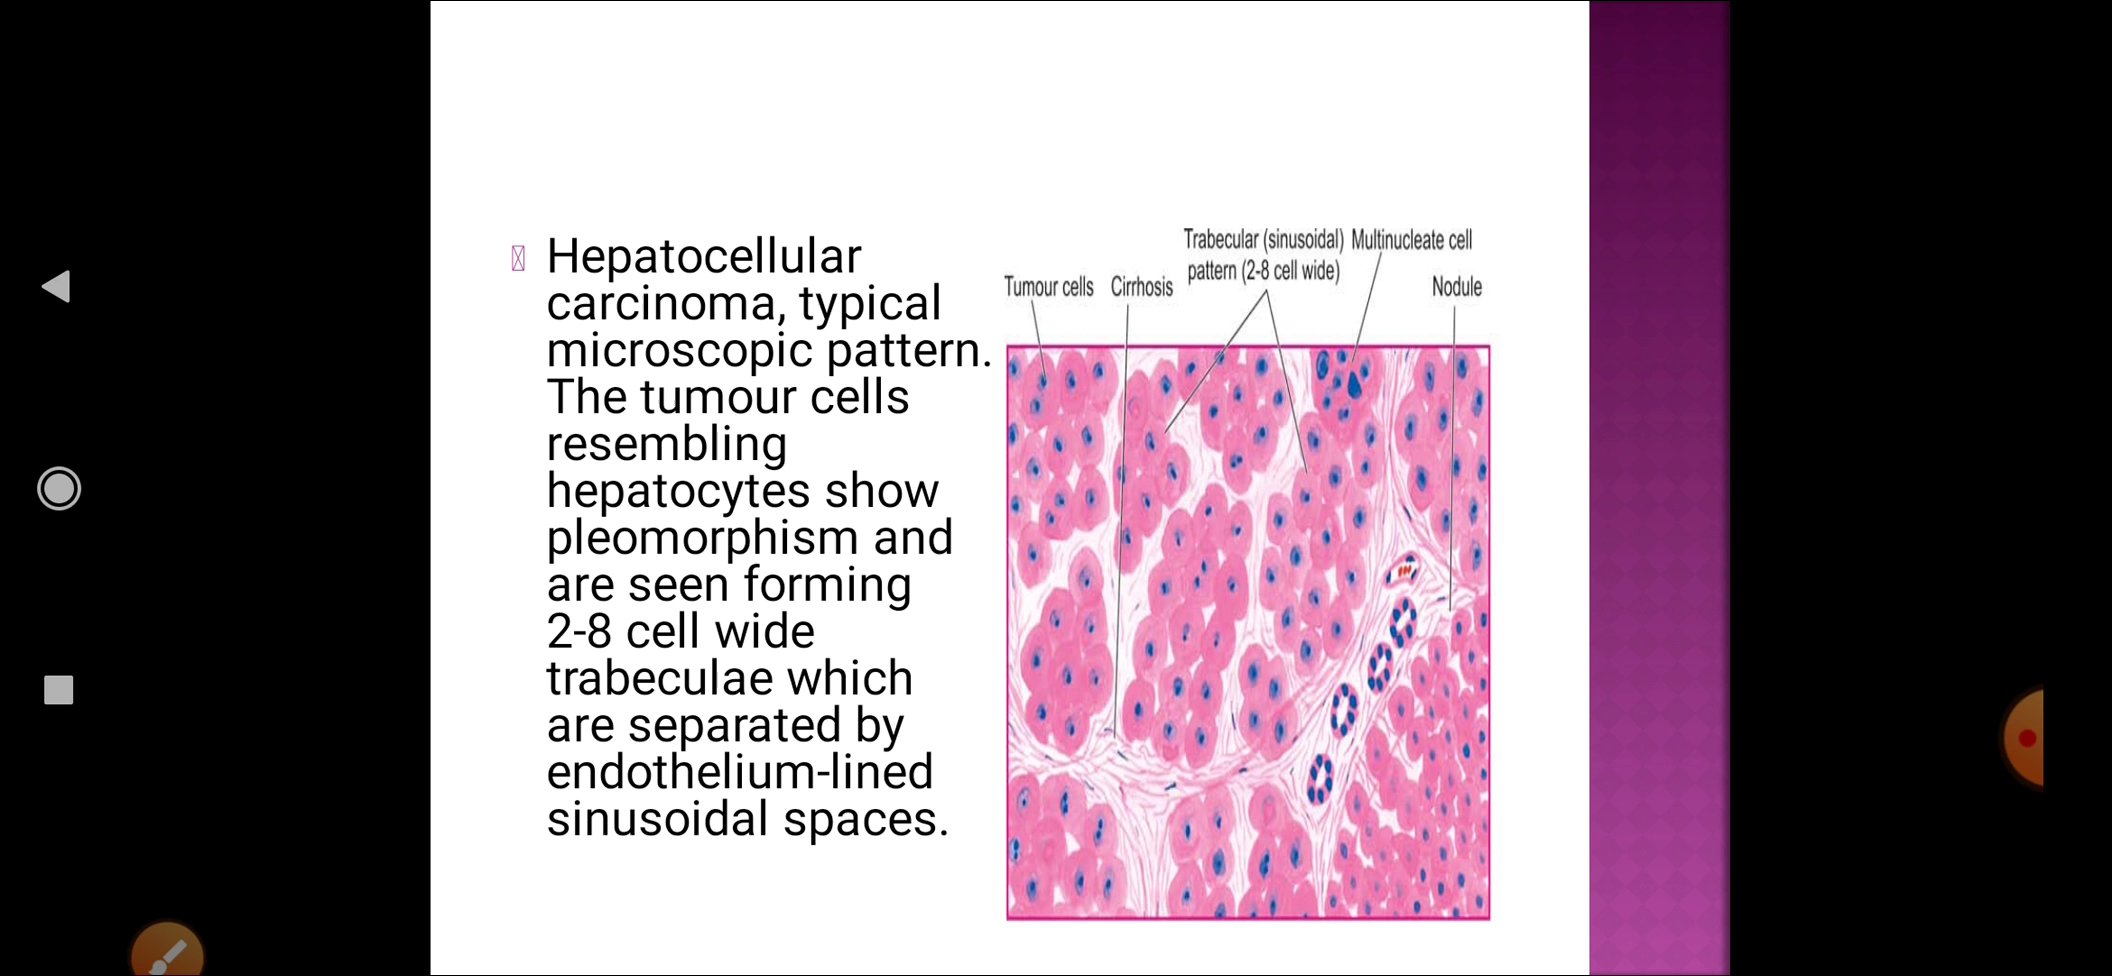 Hepatocellular
carcinoma, typical
microscopic pattern.
The tumour cells
resembling
hepatocytes show
pleomorphism and
are seen forming
2-8 cell wide
trabeculae which
are separated by
endothelium-lined
sinusoidal spaces.
Tumour cells
Cirrhosis
Trabecular (sinusoidal)
pattern (2-8 cell wide)
Multinucleate cell
Nodule